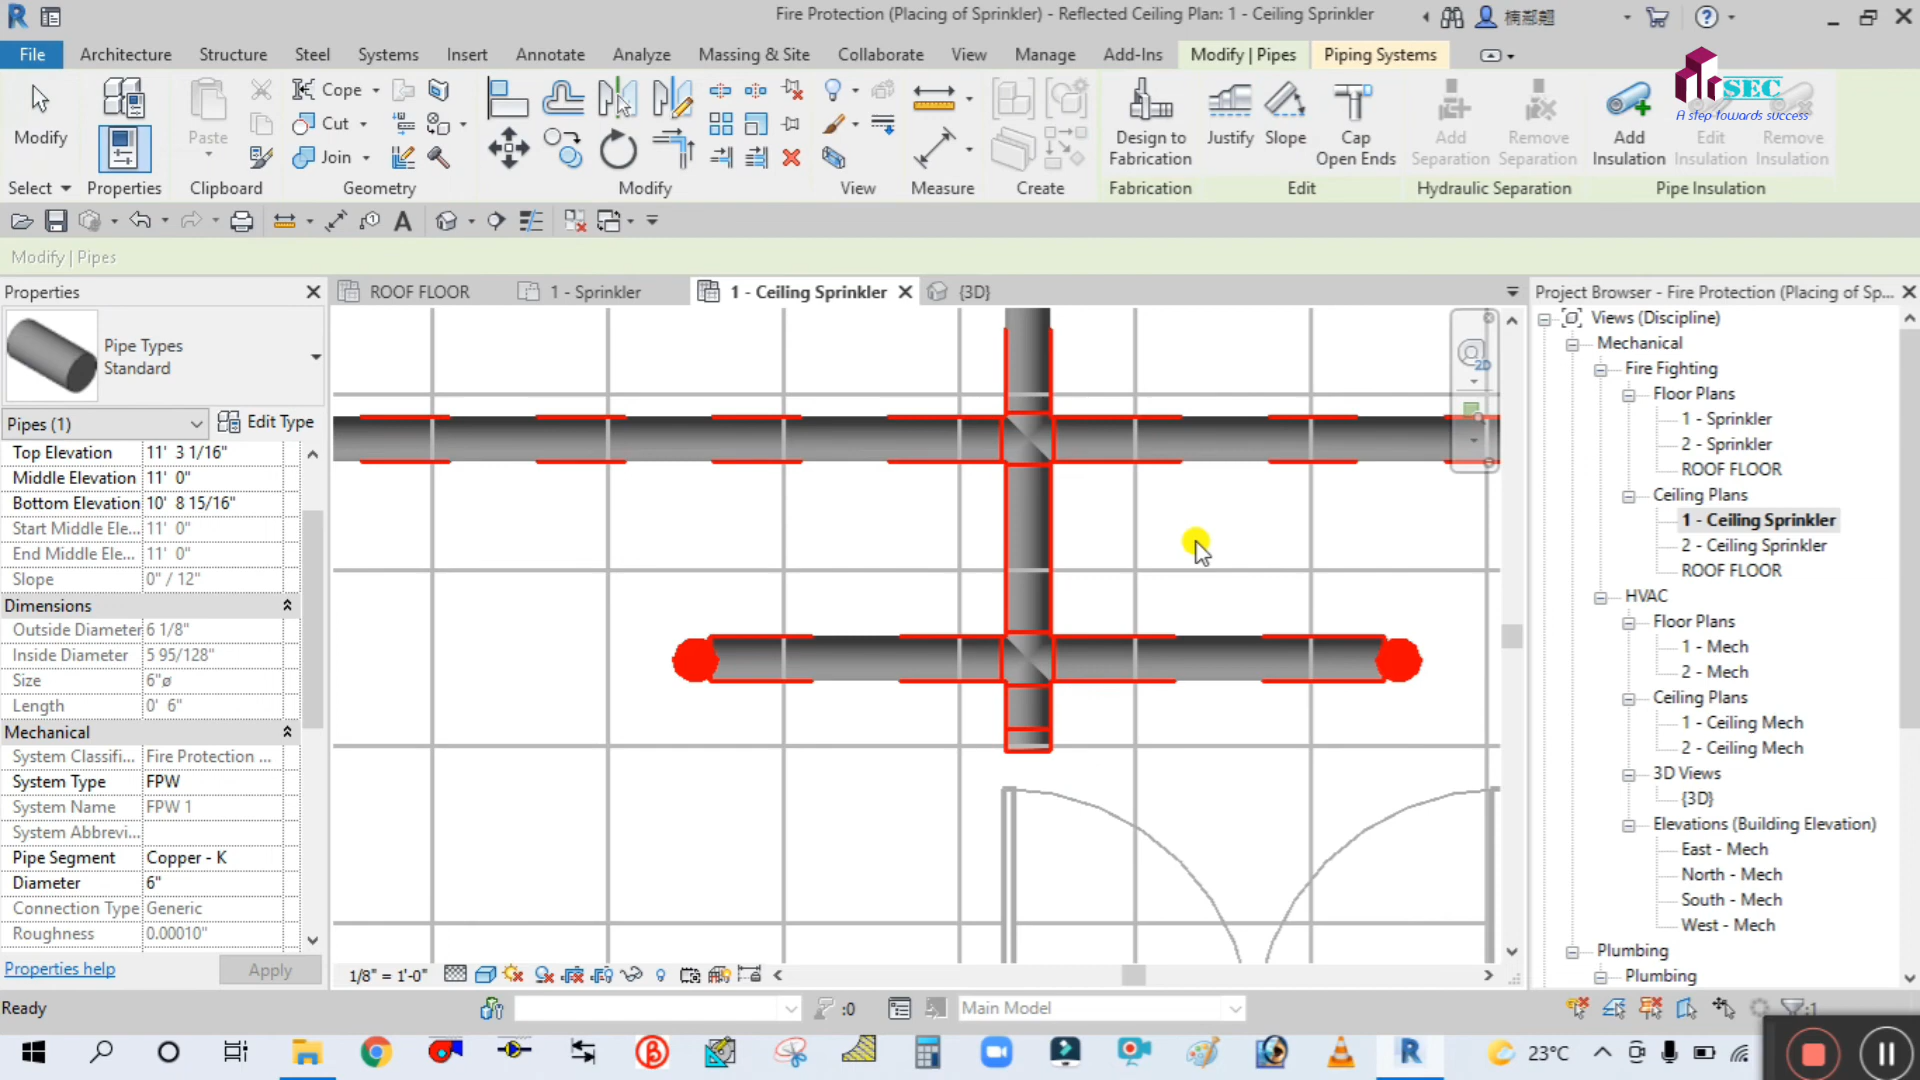 Fire Protection (Placing of Sprinkler) - Reflected Ceiling Plan: 1 - Ceiling Sprinkler
File Architecture Structure Steel Systems Insert Annotate Analyze Massing & Site Collaborate View Manage Add-Ins Modify | Pipes Piping Systems
SEC
A step towards success
Modify
Paste
Cope
Cut
Join
Design to Fabrication
Justify
Slope
Cap Open Ends
Add Separation
Remove Separation
Add Insulation
Edit Insulation
Remove Insulation
Select Properties Clipboard Geometry Modify View Measure Create Fabrication Edit Hydraulic Separation Pipe Insulation
Modify | Pipes
Properties
ROOF FLOOR
1 - Sprinkler
1 - Ceiling Sprinkler
{3D}
Project Browser - Fire Protection (Placing of Sp...
Pipe Types
Standard
Pipes (1)
Edit Type
Top Elevation 11' 3 1/16"
Middle Elevation 11' 0"
Bottom Elevation 10' 8 15/16"
Start Middle Ele... 11' 0"
End Middle Ele... 11' 0"
Slope 0" / 12"
Dimensions
Outside Diameter 6 1/8"
Inside Diameter 5 95/128"
Size 6"ø
Length 0' 6"
Mechanical
System Classifi... Fire Protection ...
System Type FPW
System Name FPW 1
System Abbrevi...
Pipe Segment Copper - K
Diameter 6"
Connection Type Generic
Roughness 0.00010"
Properties help
Apply
2D
Views (Discipline)
Mechanical
Fire Fighting
Floor Plans
1 - Sprinkler
2 - Sprinkler
ROOF FLOOR
Ceiling Plans
1 - Ceiling Sprinkler
2 - Ceiling Sprinkler
ROOF FLOOR
HVAC
Floor Plans
1 - Mech
2 - Mech
Ceiling Plans
1 - Ceiling Mech
2 - Ceiling Mech
3D Views
{3D}
Elevations (Building Elevation)
East - Mech
North - Mech
South - Mech
West - Mech
Plumbing
Plumbing
1/8" = 1'-0"
Ready
:0
Main Model
:1
23°C